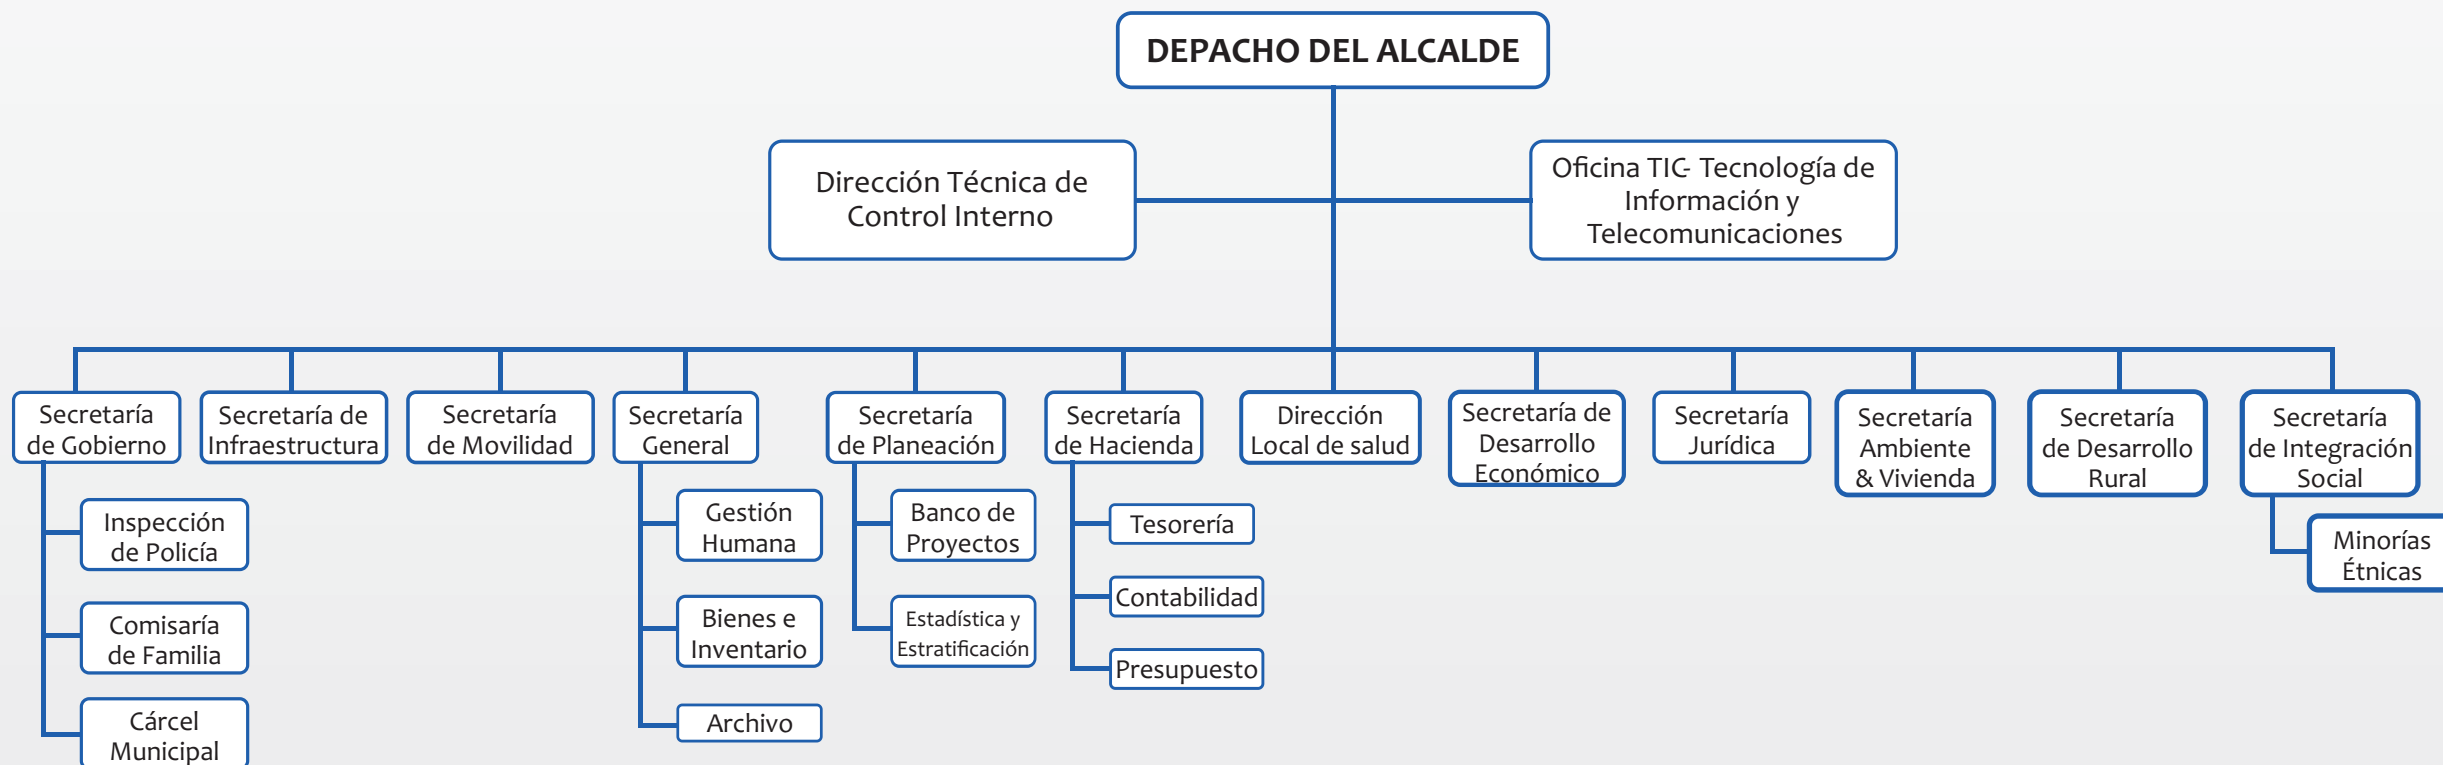 DEPACHO DEL ALCALDE
Dirección Técnica de
Control Interno
Oficina TIC- Tecnología de
Información y
Telecomunicaciones
Secretaría
de Gobierno
Secretaría de
Infraestructura
Secretaría
de Movilidad
Secretaría
General
Secretaría
de Planeación
Secretaría
de Hacienda
Dirección
Local de salud
Secretaría de
Desarrollo
Económico
Secretaría
Jurídica
Secretaría
Ambiente
& Vivienda
Secretaría
de Desarrollo
Rural
Secretaría
de Integración
Social
Inspección
de Policía
Comisaría
de Familia
Cárcel
Municipal
Gestión
Humana
Bienes e
Inventario
Archivo
Banco de
Proyectos
Estadística y
Estratificación
Tesorería
Contabilidad
Presupuesto
Minorías
Étnicas